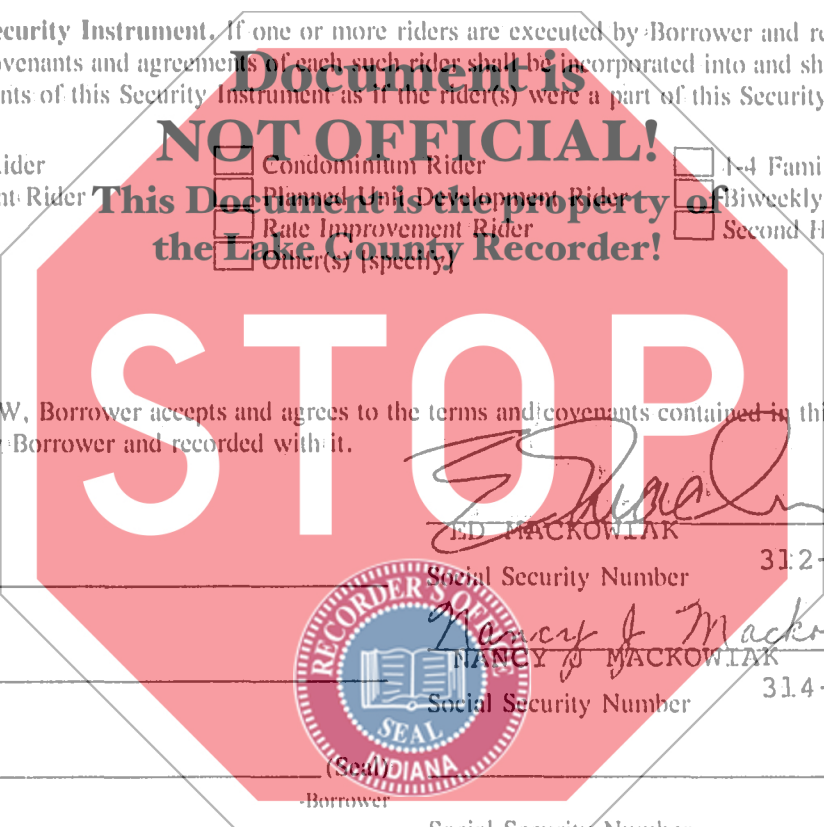 ecurity Instrument. If one or more riders are executed by Borrower and re
ovenants and agreements of each such rider shall be incorporated into and sh
nts of this Security Instrument as if the rider(s) were a part of this Security
Document is
NOT OFFICIAL!
This Document is the property of
the Lake County Recorder!
ider
Condominium Rider
1-4 Fami
nt Rider
Planned Unit Development Rider
Biweekly
Rate Improvement Rider
Second H
Other(s) [specify]
STOP
W, Borrower accepts and agrees to the terms and covenants contained in thi
Borrower and recorded with it.
ED MACKOWIAK
312-
Social Security Number
Nancy J Macko
NANCY J MACKOWIAK
314-
Social Security Number
RECORDER'S OFFICE
SEAL
INDIANA
(Seal)
-Borrower
Social Security Number